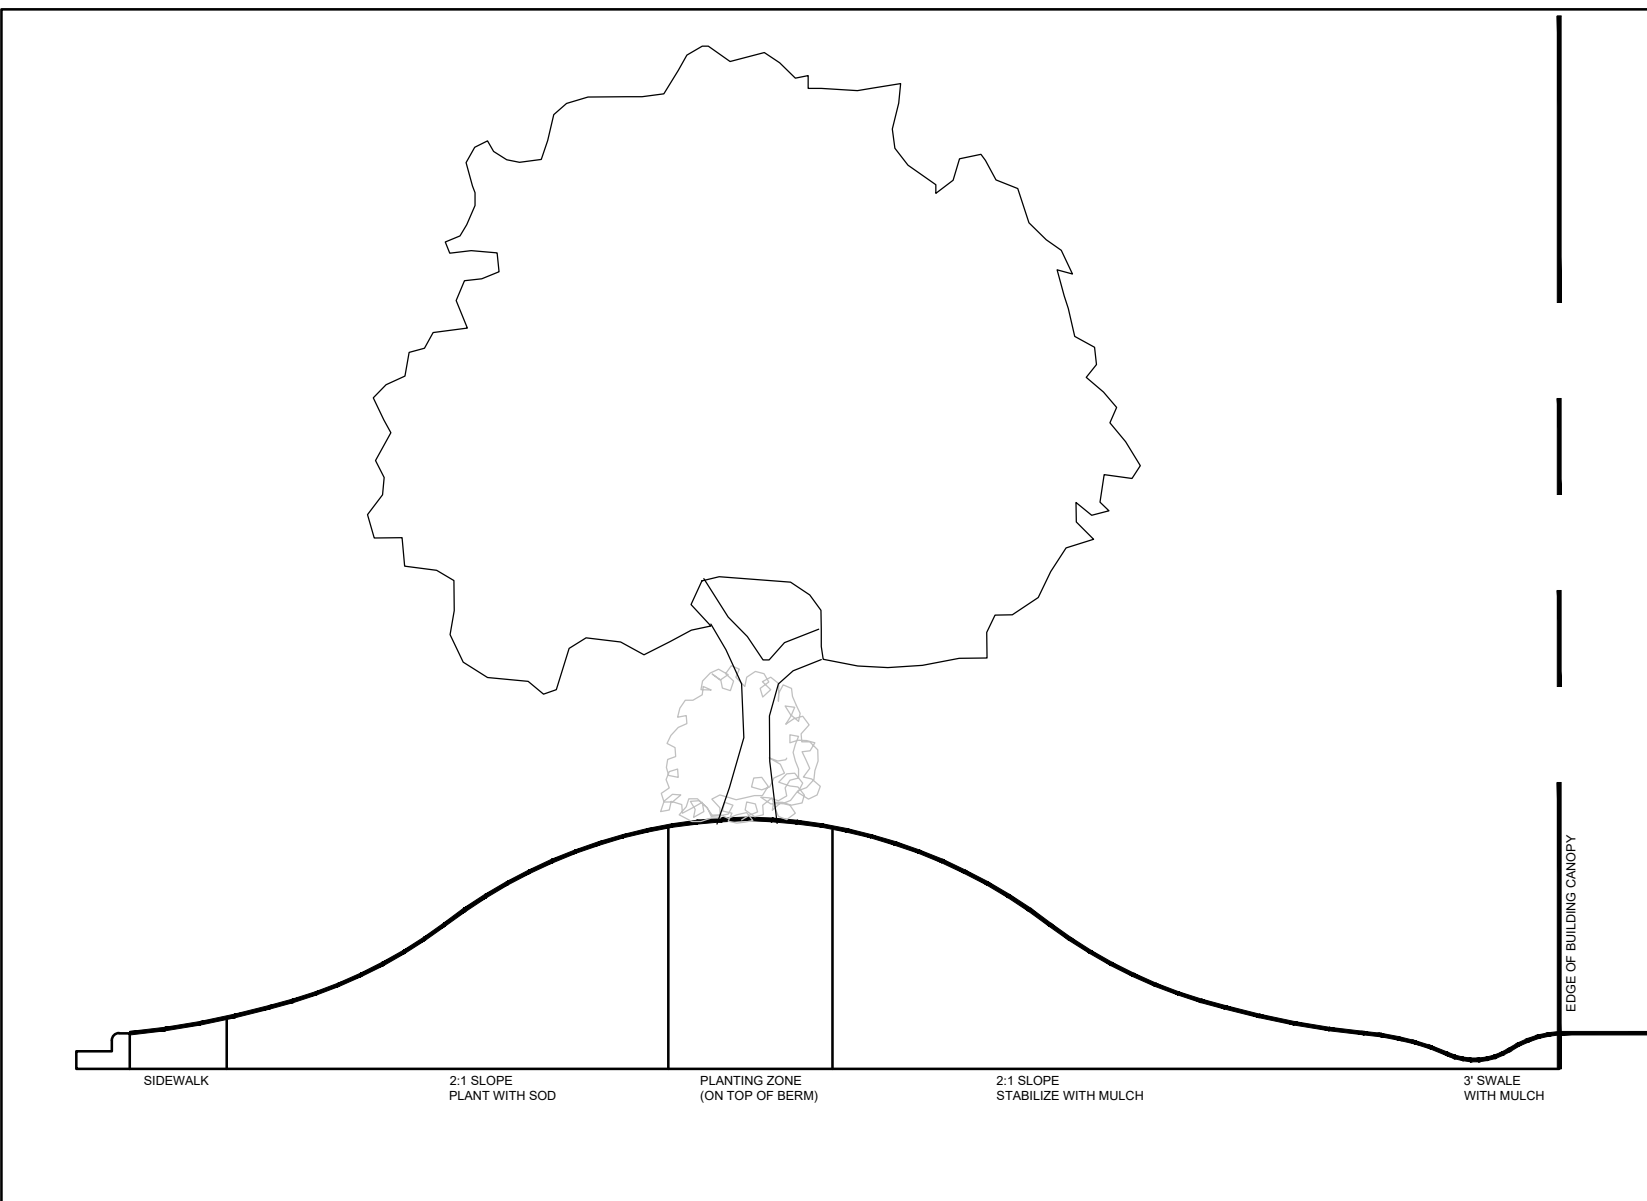 EDGE OF BUILDING CANOPY
SIDEWALK
2:1 SLOPE
PLANT WITH SOD
PLANTING ZONE
(ON TOP OF BERM)
2:1 SLOPE
STABILIZE WITH MULCH
3' SWALE
WITH MULCH